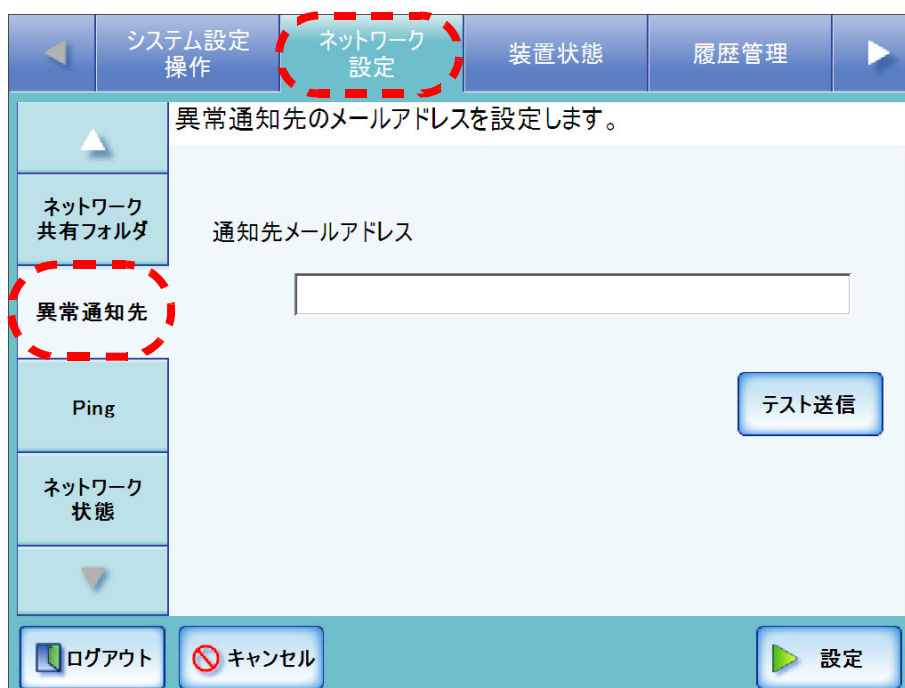 システム設定
操作
ネットワーク
設定
装置状態
履歴管理
異常通知先のメールアドレスを設定します。
ネットワーク
共有フォルダ
異常通知先
Ping
ネットワーク
状態
通知先メールアドレス
テスト送信
ログアウト
キャンセル
設定